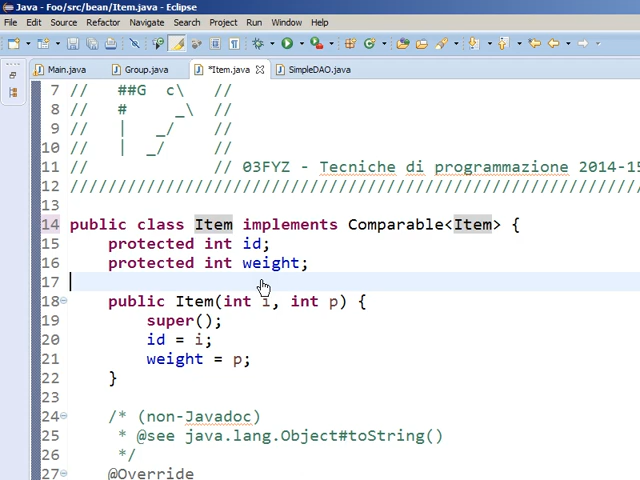 Java - Foo/src/bean/Item.java - Eclipse
File Edit Source Refactor Navigate Search Project Run Window Help
Main.java Group.java *Item.java SimpleDAO.java
7 // ##G c\ //
8 // # _\ //
9 // | _/ //
10 // | _/ //
11 // // 03FYZ - Tecniche di programmazione 2014-15
12 ////////////////////////////////////////////////////////////
13
14 public class Item implements Comparable<Item> {
15 protected int id;
16 protected int weight;
17
18 public Item(int i, int p) {
19 super();
20 id = i;
21 weight = p;
22 }
23
24 /* (non-Javadoc)
25 * @see java.lang.Object#toString()
26 */
27 @Override